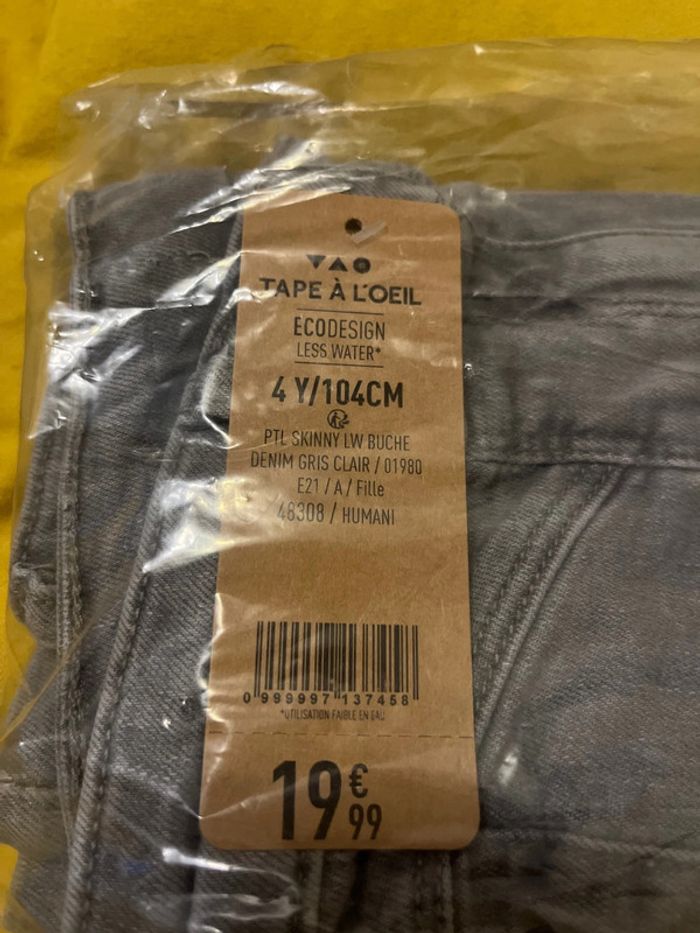 TAPE À L'OEIL
ECODESIGN
LESS WATER*
4 Y/104CM
PTL SKINNY LW BUCHE
DENIM GRIS CLAIR / 01980
E21 / A / Fille
48308 / HUMANI
0 999997 137458
*UTILISATION FAIBLE EN EAU
19€99